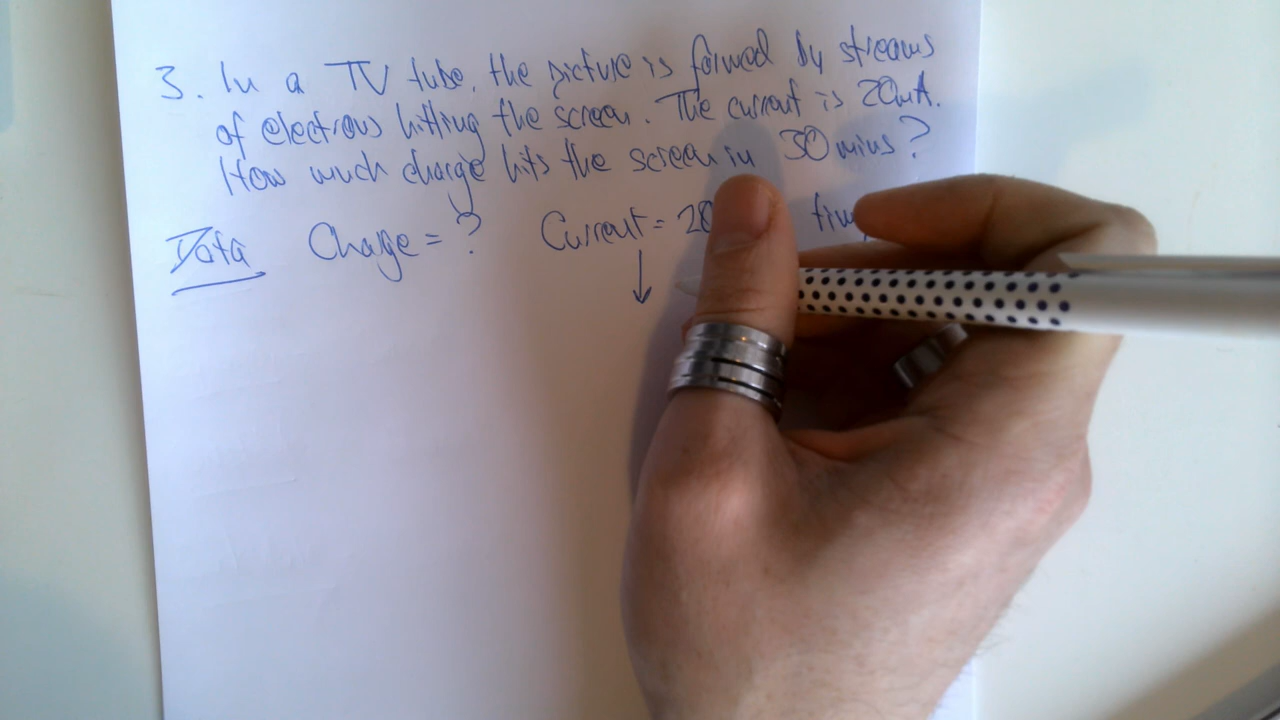 3. In a TV tube, the picture is formed by streams
of electrons hitting the screen. The current is 20mA.
How much charge hits the screen in 30 mins?
Data Charge = ? Current = 20